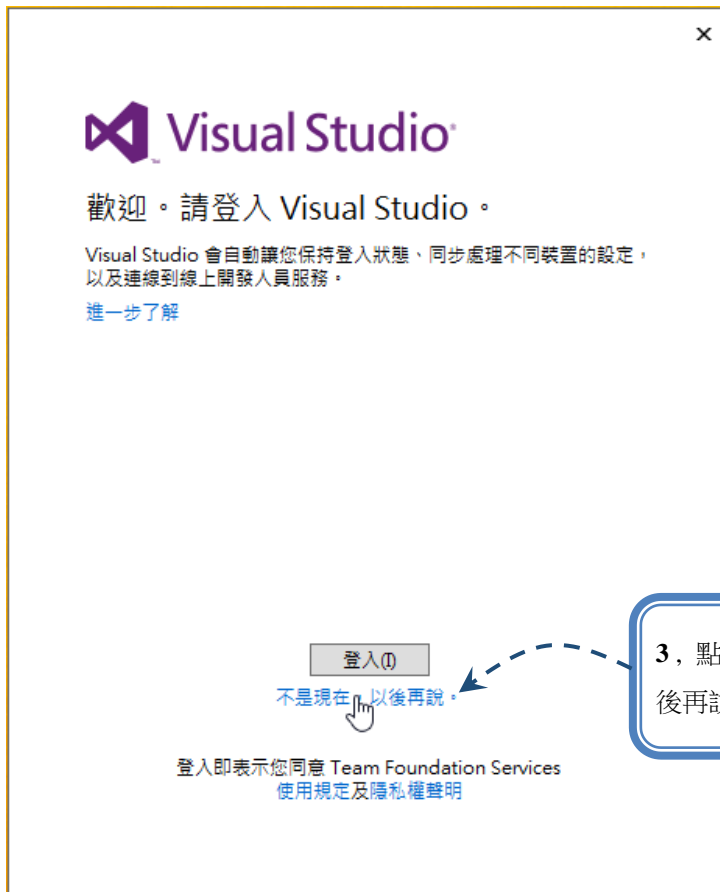 ×
Visual Studio
歡迎。請登入 Visual Studio。
Visual Studio 會自動讓您保持登入狀態、同步處理不同裝置的設定，
以及連線到線上開發人員服務。
進一步了解
登入(I)
不是現在。以後再說。
3 , 點
後再
登入即表示您同意 Team Foundation Services
使用規定及隱私權聲明